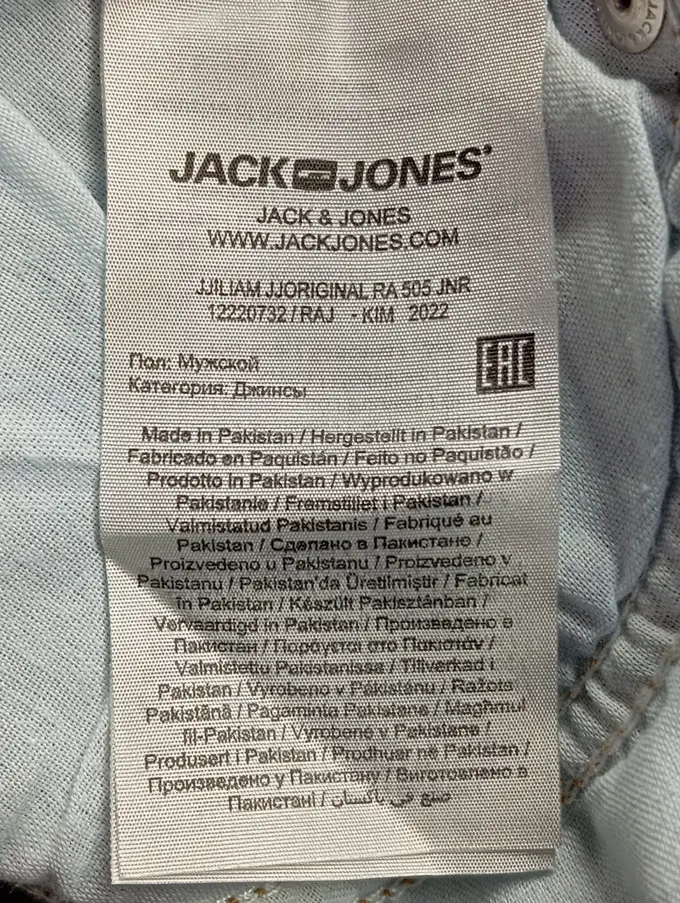 JACK & JONES
JACK & JONES
WWW.JACKJONES.COM
JJILIAM JJORIGINAL RA 505 JNR
12220732 / RAJ - KIM 2022
Пол: Мужской
Категория: Джинсы
EAC
Made in Pakistan / Hergestellt in Pakistan /
Fabricado en Paquistán / Feito no Paquistão /
Prodotto in Pakistan / Wyprodukowano w
Pakistanie / Fremstillet i Pakistan /
Valmistatud Pakistanis / Fabriqué au
Pakistan / Сделано в Пакистане /
Proizvedeno u Pakistanu / Proizvedeno v
Pakistanu / Pakistan'da Üretilmiştir / Fabricat
în Pakistan / Készült Pakisztánban /
Vervaardigd in Pakistan / Произведено в
Пакистан / Παράγεται στο Πακιστάν /
Valmistettu Pakistanissa / Tillverkad i
Pakistan / Vyrobeno v Pákistánu / Ražots
Pakistānā / Pagaminta Pakistane / Magħmul
fil-Pakistan / Vyrobené v Pakistane /
Produsert i Pakistan / Prodhuar në Pakistan /
Произведено у Пакистану / Виготовлено в
Пакистані / صنع في باكستان